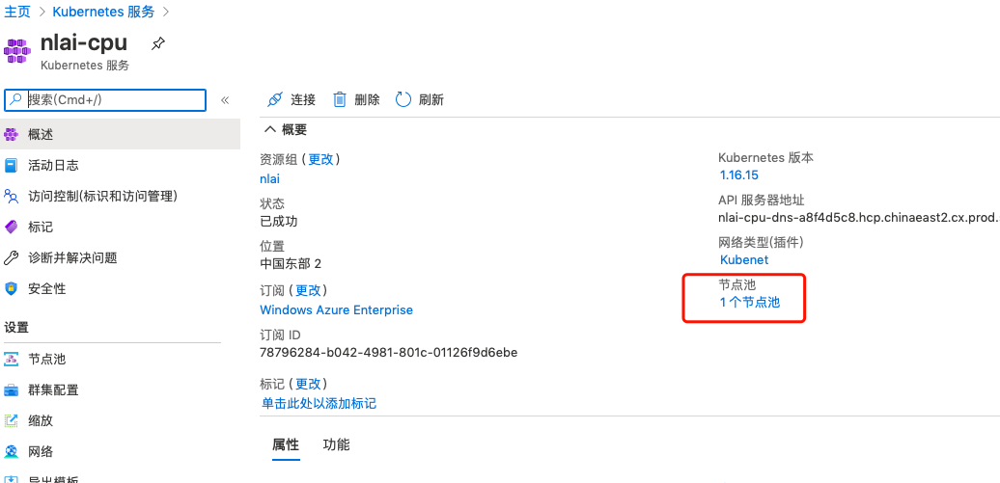 主页 > Kubernetes 服务 >
nlai-cpu
Kubernetes 服务
搜索(Cmd+/)
«
连接
删除
刷新
概述
活动日志
访问控制(标识和访问管理)
标记
诊断并解决问题
安全性
设置
节点池
群集配置
缩放
网络
导出模板
概要
资源组 (更改)
nlai
状态
已成功
位置
中国东部 2
订阅 (更改)
Windows Azure Enterprise
订阅 ID
78796284-b042-4981-801c-01126f9d6ebe
标记 (更改)
单击此处以添加标记
Kubernetes 版本
1.16.15
API 服务器地址
nlai-cpu-dns-a8f4d5c8.hcp.chinaeast2.cx.prod.
网络类型(插件)
Kubenet
节点池
1 个节点池
属性
功能